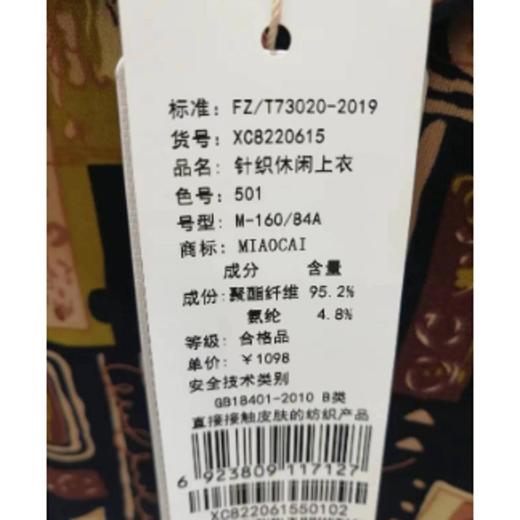 标准: FZ/T73020-2019
货号: XC8220615
品名: 针织休闲上衣
色号: 501
号型: M-160/84A
商标: MIAOCAI
成分 含量
成份: 聚酯纤维 95.2%
氨纶 4.8%
等级: 合格品
单价: ¥1098
安全技术类别
GB18401-2010 B类
直接接触皮肤的纺织产品
6 923809 117127
XC822061550102